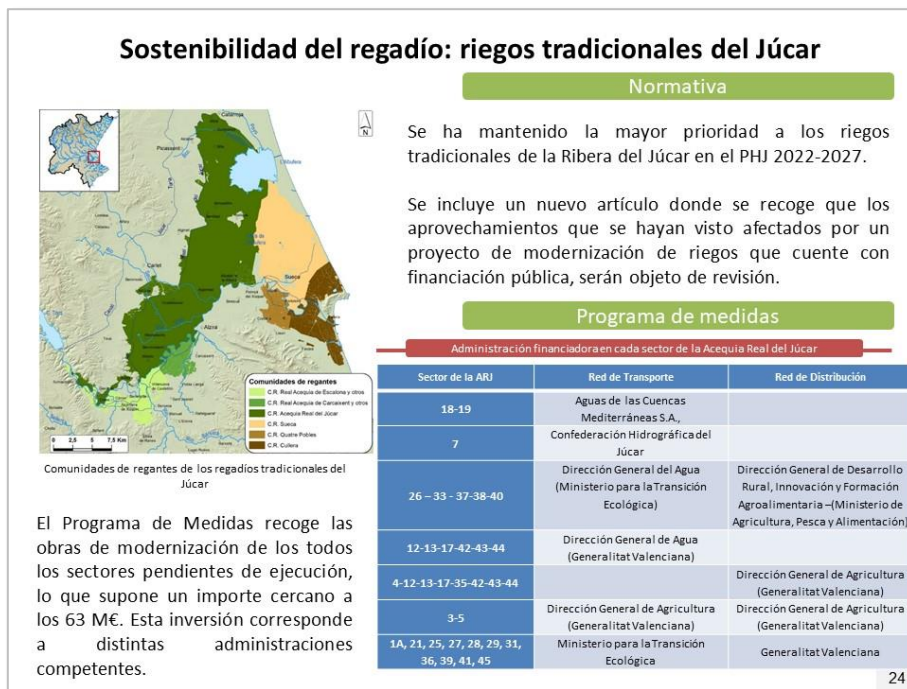 Sostenibilidad del regadío: riegos tradicionales del Júcar
Normativa
Se ha mantenido la mayor prioridad a los riegos
tradicionales de la Ribera del Júcar en el PHJ 2022-2027.
Se incluye un nuevo artículo donde se recoge que los
aprovechamientos que se hayan visto afectados por un
proyecto de modernización de riegos que cuente con
financiación pública, serán objeto de revisión.
N
Picassent
Carlet
Alzira
Sueca
Comunidades de regantes
C.R. Real Acequia de Escalona y otros
C.R. Real Acequia de Carcaixent y otros
C.R. Acequia Real del Júcar
C.R. Sueca
C.R. Quatre Pobles
C.R. Cullera
0 2,5 5 7,5 Km
Comunidades de regantes de los regadíos tradicionales del
Júcar
El Programa de Medidas recoge las
obras de modernización de los todos
los sectores pendientes de ejecución,
lo que supone un importe cercano a
los 63 M€. Esta inversión corresponde
a distintas administraciones
competentes.
Programa de medidas
Administración financiadora en cada sector de la Acequia Real del Júcar
Sector de la ARJ Red de Transporte Red de Distribución
18-19 Aguas de las Cuencas
Mediterráneas S.A.,
7 Confederación Hidrográfica del
Júcar
26 – 33 - 37-38-40 Dirección General del Agua
(Ministerio para la Transición
Ecológica)
Dirección General de Desarrollo
Rural, Innovación y Formación
Agroalimentaria –(Ministerio de
Agricultura, Pesca y Alimentación)
12-13-17-42-43-44 Dirección General de Agua
(Generalitat Valenciana)
4-12-13-17-35-42-43-44 Dirección General de Agricultura
(Generalitat Valenciana)
3-5 Dirección General de Agricultura
(Generalitat Valenciana)
Dirección General de Agricultura
(Generalitat Valenciana)
1A, 21, 25, 27, 28, 29, 31,
36, 39, 41, 45
Ministerio para la Transición
Ecológica
Generalitat Valenciana
24